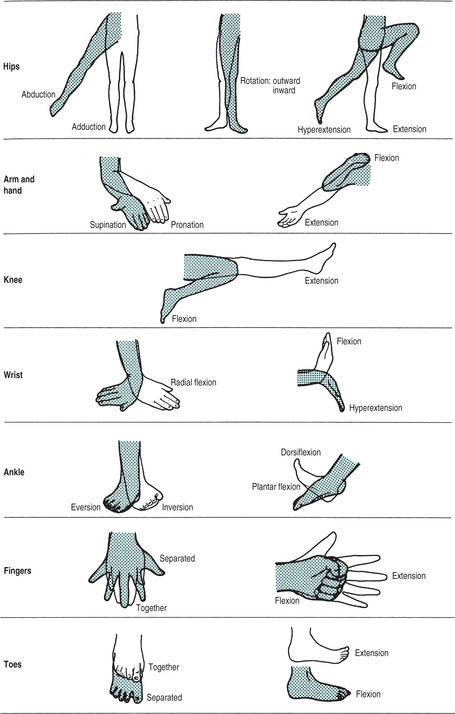 Hips
Abduction
Adduction
Rotation: outward
inward
Flexion
Hyperextension
Extension
Arm and
hand
Supination
Pronation
Flexion
Extension
Knee
Extension
Flexion
Wrist
Radial flexion
Flexion
Hyperextension
Ankle
Eversion
Inversion
Dorsiflexion
Plantar flexion
Fingers
Separated
Together
Extension
Flexion
Toes
Together
Separated
Extension
Flexion